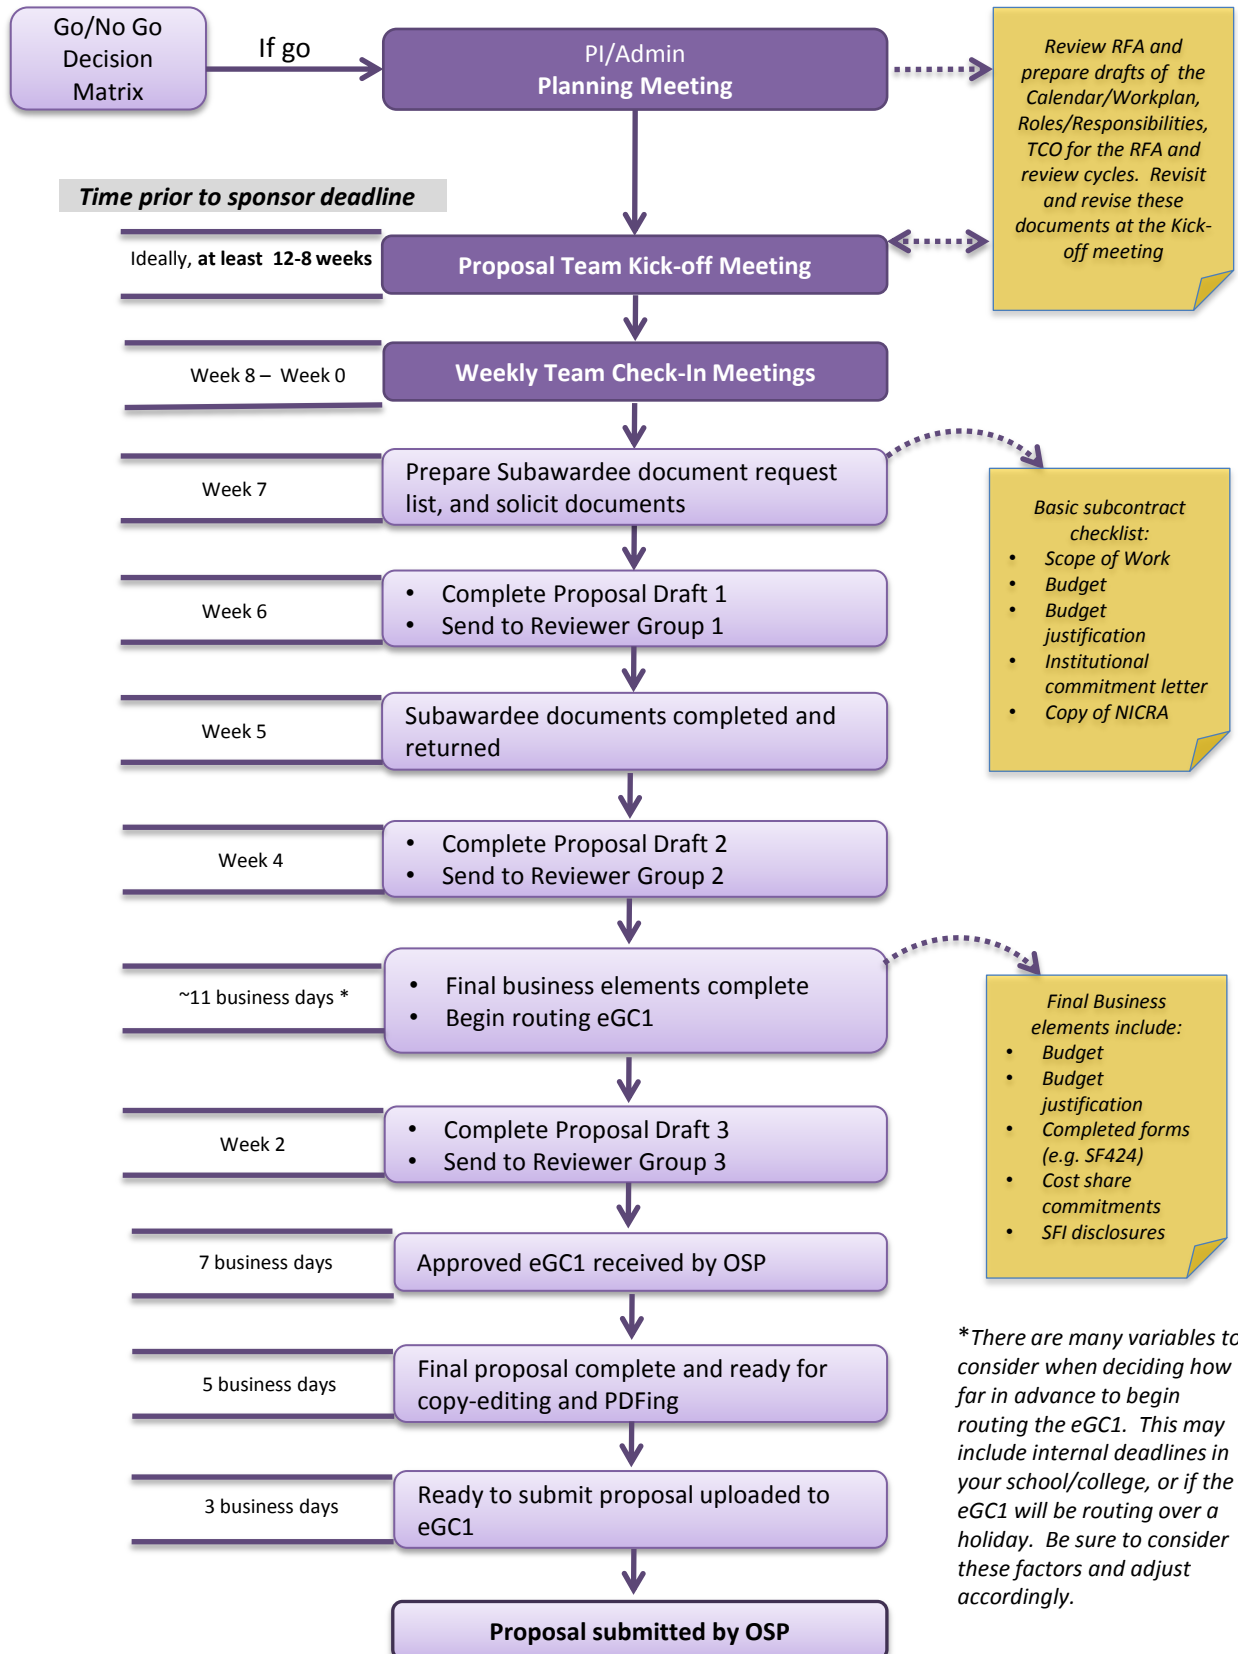 Go/No Go
Decision
Matrix
If go
PI/Admin
Planning Meeting
Review RFA and
prepare drafts of the
Calendar/Workplan,
Roles/Responsibilities,
TCO for the RFA and
review cycles. Revisit
and revise these
documents at the Kick-
off meeting
Time prior to sponsor deadline
Ideally, at least 12-8 weeks
Proposal Team Kick-off Meeting
Week 8 – Week 0
Weekly Team Check-In Meetings
Week 7
Prepare Subawardee document request
list, and solicit documents
Basic subcontract
checklist:
• Scope of Work
• Budget
• Budget
justification
• Institutional
commitment letter
• Copy of NICRA
Week 6
• Complete Proposal Draft 1
• Send to Reviewer Group 1
Week 5
Subawardee documents completed and
returned
Week 4
• Complete Proposal Draft 2
• Send to Reviewer Group 2
~11 business days *
• Final business elements complete
• Begin routing eGC1
Final Business
elements include:
• Budget
• Budget
justification
• Completed forms
(e.g. SF424)
• Cost share
commitments
• SFI disclosures
Week 2
• Complete Proposal Draft 3
• Send to Reviewer Group 3
7 business days
Approved eGC1 received by OSP
5 business days
Final proposal complete and ready for
copy-editing and PDFing
3 business days
Ready to submit proposal uploaded to
eGC1
Proposal submitted by OSP
*There are many variables to
consider when deciding how
far in advance to begin
routing the eGC1. This may
include internal deadlines in
your school/college, or if the
eGC1 will be routing over a
holiday. Be sure to consider
these factors and adjust
accordingly.